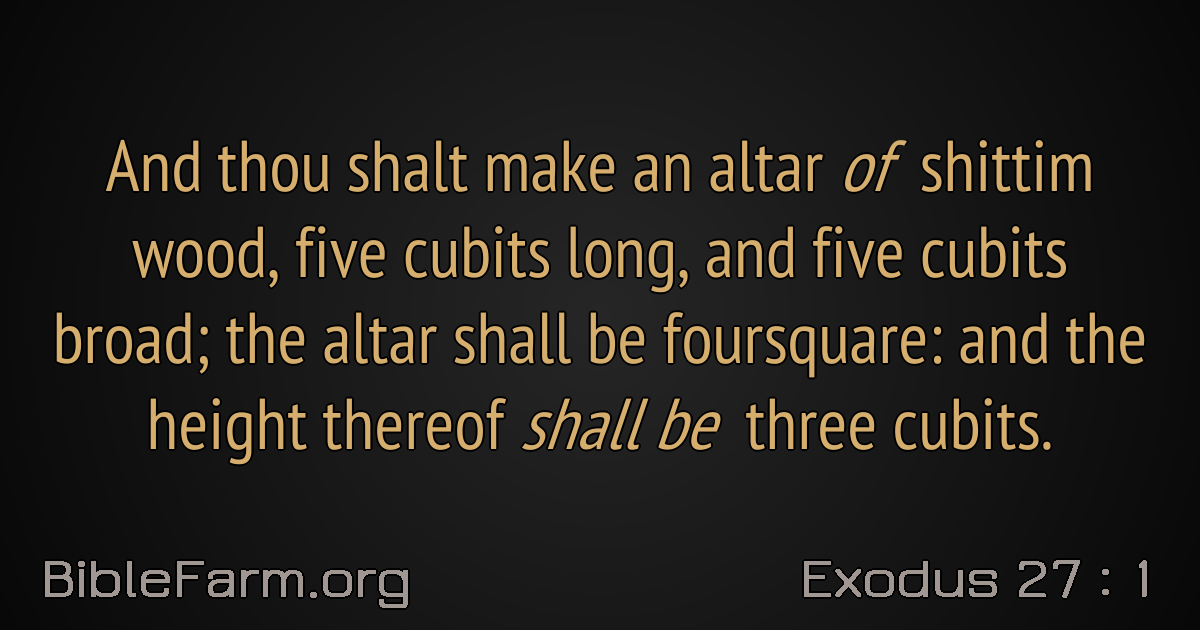 And thou shalt make an altar of shittim
wood, five cubits long, and five cubits
broad; the altar shall be foursquare: and the
height thereof shall be three cubits.
BibleFarm.org
Exodus 27 : 1